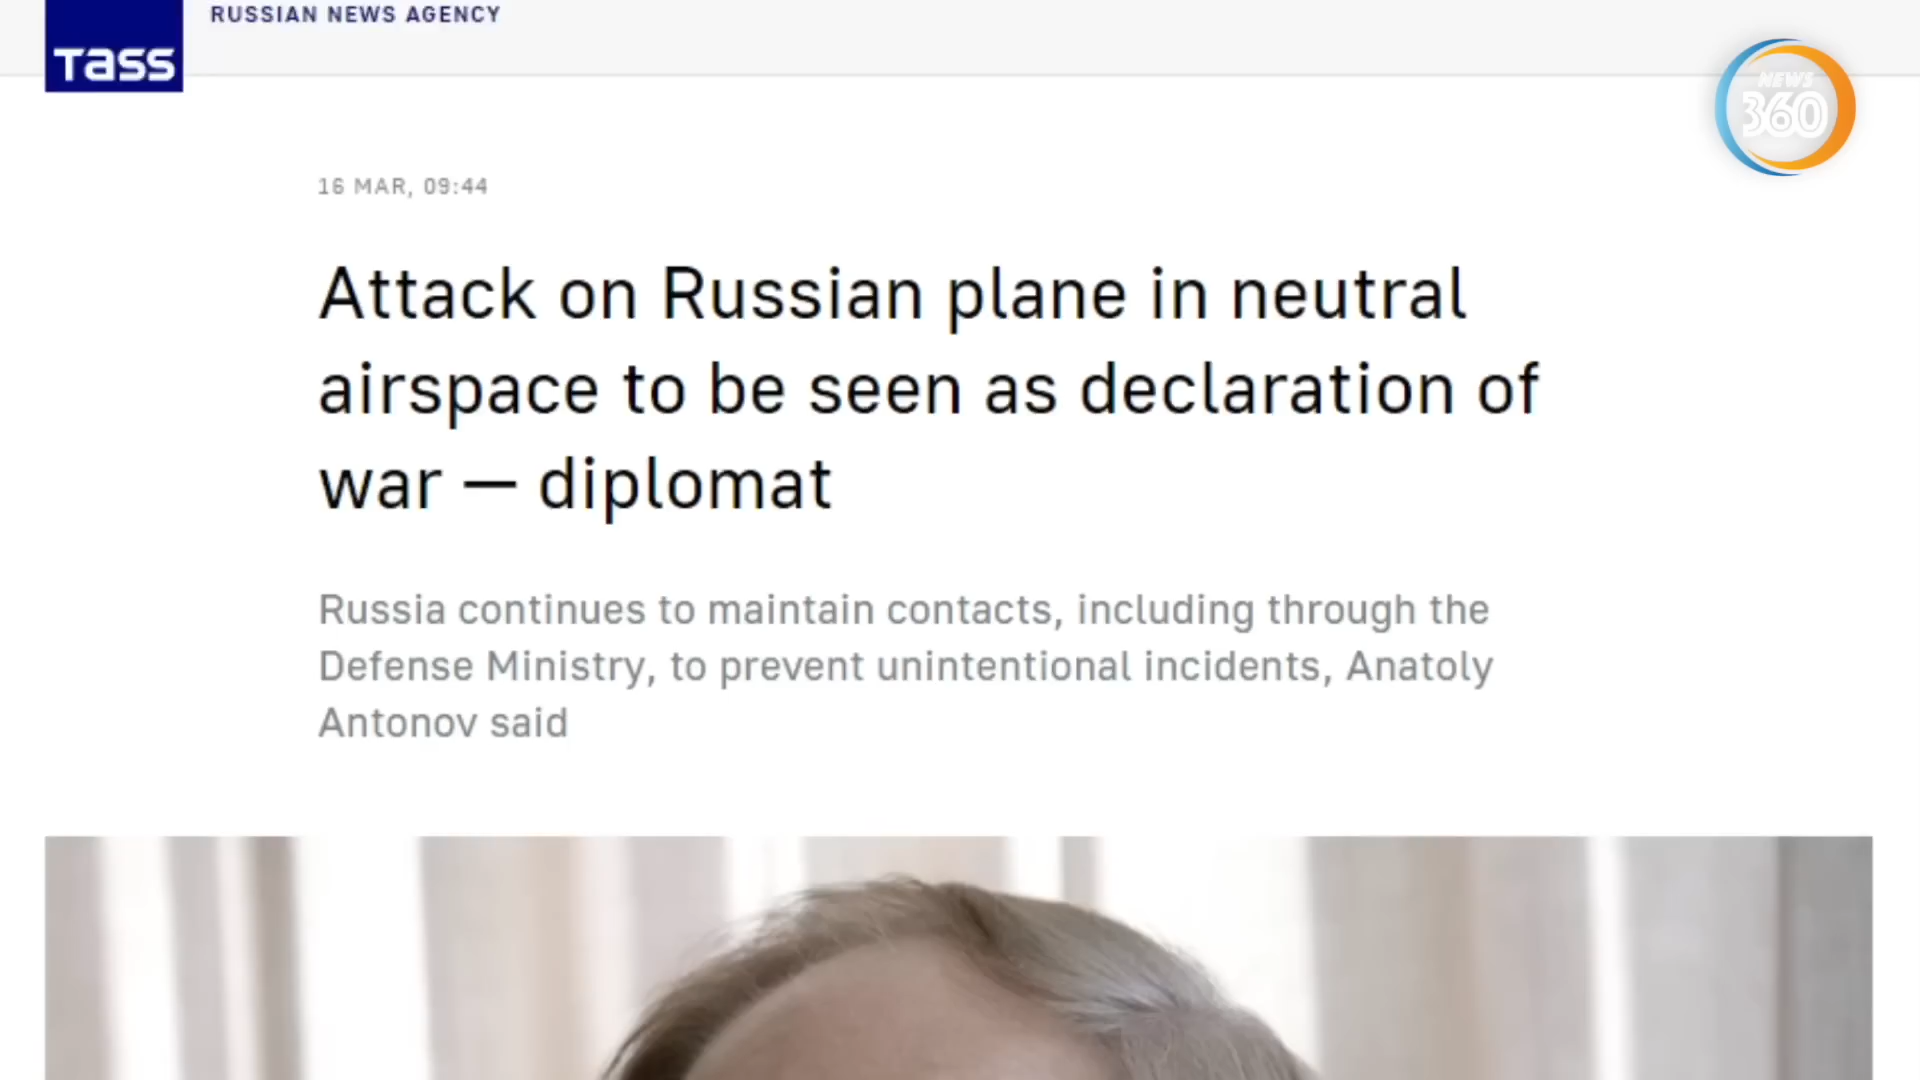 RUSSIAN NEWS AGENCY
Tass
NEWS
360
16 MAR, 09:44
Attack on Russian plane in neutral
airspace to be seen as declaration of
war — diplomat
Russia continues to maintain contacts, including through the
Defense Ministry, to prevent unintentional incidents, Anatoly
Antonov said